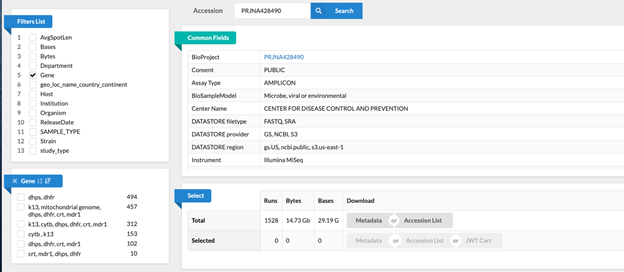 Accession PRJNA428490 Search
Filters List
1 AvgSpotLen
2 Bases
3 Bytes
4 Department
5 Gene
6 geo_loc_name_country_continent
7 Host
8 Institution
9 Organism
10 ReleaseDate
11 SAMPLE_TYPE
12 Strain
13 study_type
Gene
dhps, dhfr 494
k13, mitochondrial genome, 457
dhps, dhfr, crt, mdr1
k13, cytb, dhps, dhfr, crt, mdr1 312
cytb , k13 153
dhps, dhfr, crt, mdr1 102
crt, mdr1, dhps, dhfr 10
Common Fields
BioProject PRJNA428490
Consent PUBLIC
Assay Type AMPLICON
BioSampleModel Microbe, viral or environmental
Center Name CENTER FOR DISEASE CONTROL AND PREVENTION
DATASTORE filetype FASTQ, SRA
DATASTORE provider GS, NCBI, S3
DATASTORE region gs.US, ncbi.public, s3.us-east-1
Instrument Illumina MiSeq
Select
Runs Bytes Bases Download
Total 1528 14.73 Gb 29.19 G Metadata or Accession List
Selected 0 0 0 Metadata or Accession List or JWT Cart